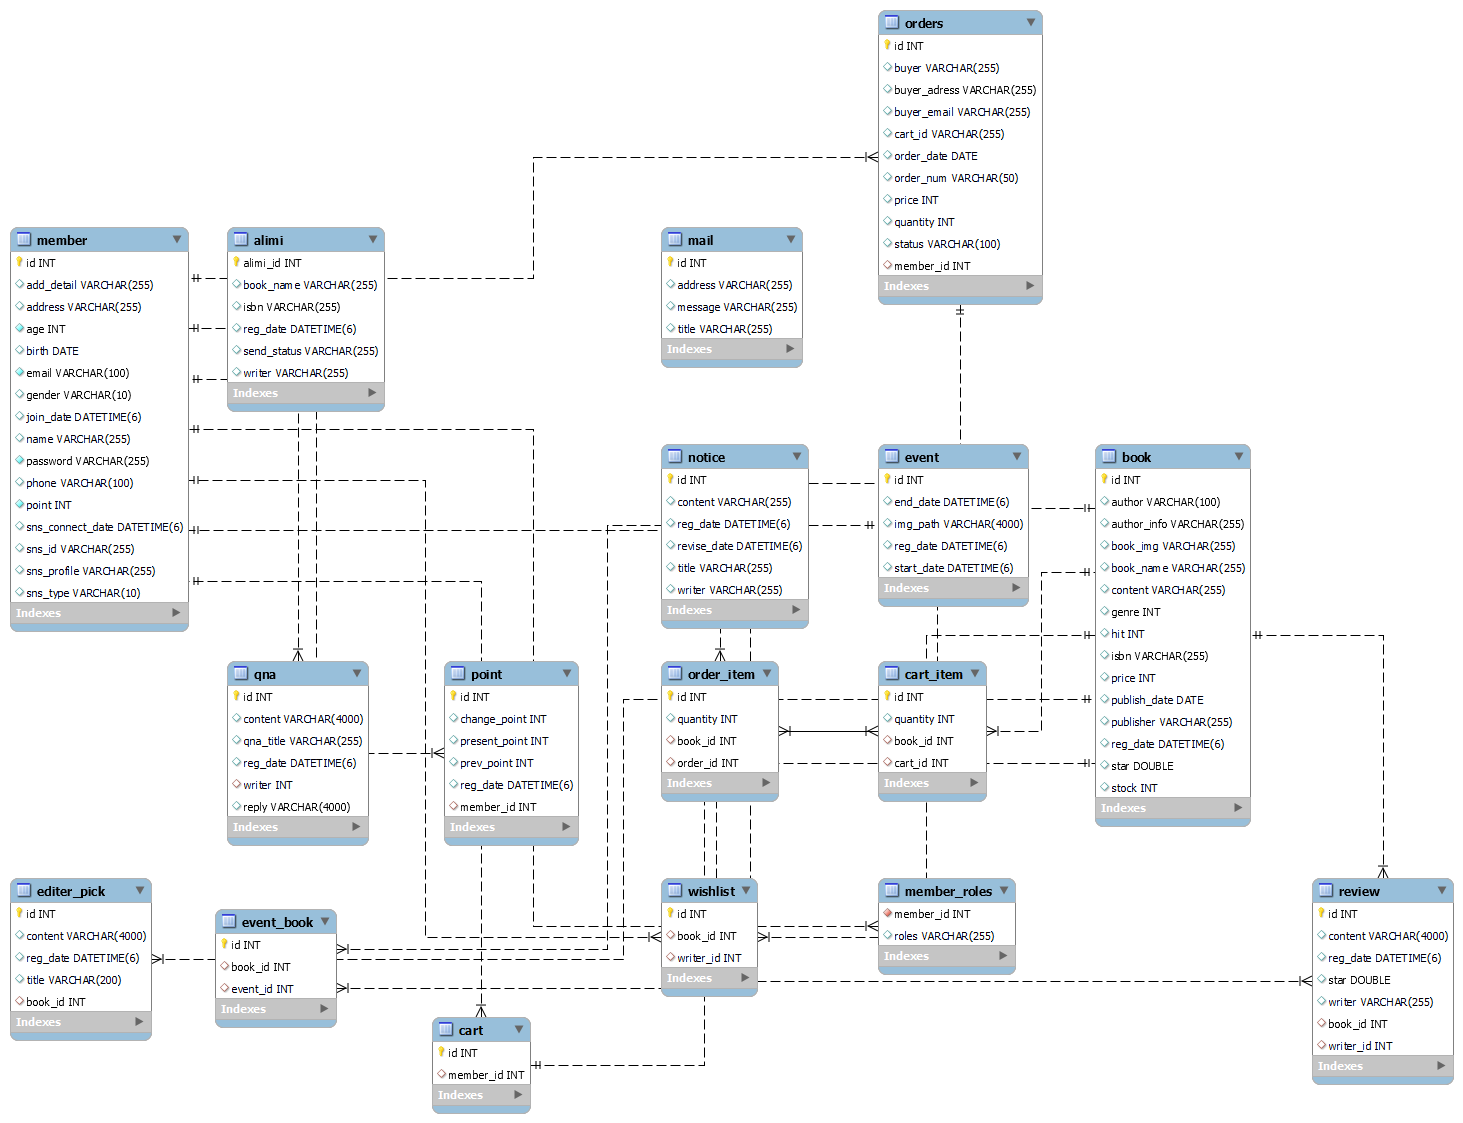 orders
id INT
buyer VARCHAR(255)
buyer_adress VARCHAR(255)
buyer_email VARCHAR(255)
cart_id VARCHAR(255)
order_date DATE
order_num VARCHAR(50)
price INT
quantity INT
status VARCHAR(100)
member_id INT
Indexes
member
id INT
add_detail VARCHAR(255)
address VARCHAR(255)
age INT
birth DATE
email VARCHAR(100)
gender VARCHAR(10)
join_date DATETIME(6)
name VARCHAR(255)
password VARCHAR(255)
phone VARCHAR(100)
point INT
sns_connect_date DATETIME(6)
sns_id VARCHAR(255)
sns_profile VARCHAR(255)
sns_type VARCHAR(10)
Indexes
alimi
alimi_id INT
book_name VARCHAR(255)
isbn VARCHAR(255)
reg_date DATETIME(6)
send_status VARCHAR(255)
writer VARCHAR(255)
Indexes
mail
id INT
address VARCHAR(255)
message VARCHAR(255)
title VARCHAR(255)
Indexes
notice
id INT
content VARCHAR(255)
reg_date DATETIME(6)
revise_date DATETIME(6)
title VARCHAR(255)
writer VARCHAR(255)
Indexes
event
id INT
end_date DATETIME(6)
img_path VARCHAR(4000)
reg_date DATETIME(6)
start_date DATETIME(6)
Indexes
book
id INT
author VARCHAR(100)
author_info VARCHAR(255)
book_img VARCHAR(255)
book_name VARCHAR(255)
content VARCHAR(255)
genre INT
hit INT
isbn VARCHAR(255)
price INT
publish_date DATE
publisher VARCHAR(255)
reg_date DATETIME(6)
star DOUBLE
stock INT
Indexes
qna
id INT
content VARCHAR(4000)
qna_title VARCHAR(255)
reg_date DATETIME(6)
writer INT
reply VARCHAR(4000)
Indexes
point
id INT
change_point INT
present_point INT
prev_point INT
reg_date DATETIME(6)
member_id INT
Indexes
order_item
id INT
quantity INT
book_id INT
order_id INT
Indexes
cart_item
id INT
quantity INT
book_id INT
cart_id INT
Indexes
editer_pick
id INT
content VARCHAR(4000)
reg_date DATETIME(6)
title VARCHAR(200)
book_id INT
Indexes
event_book
id INT
book_id INT
event_id INT
Indexes
wishlist
id INT
book_id INT
writer_id INT
Indexes
member_roles
member_id INT
roles VARCHAR(255)
Indexes
review
id INT
content VARCHAR(4000)
reg_date DATETIME(6)
star DOUBLE
writer VARCHAR(255)
book_id INT
writer_id INT
Indexes
cart
id INT
member_id INT
Indexes